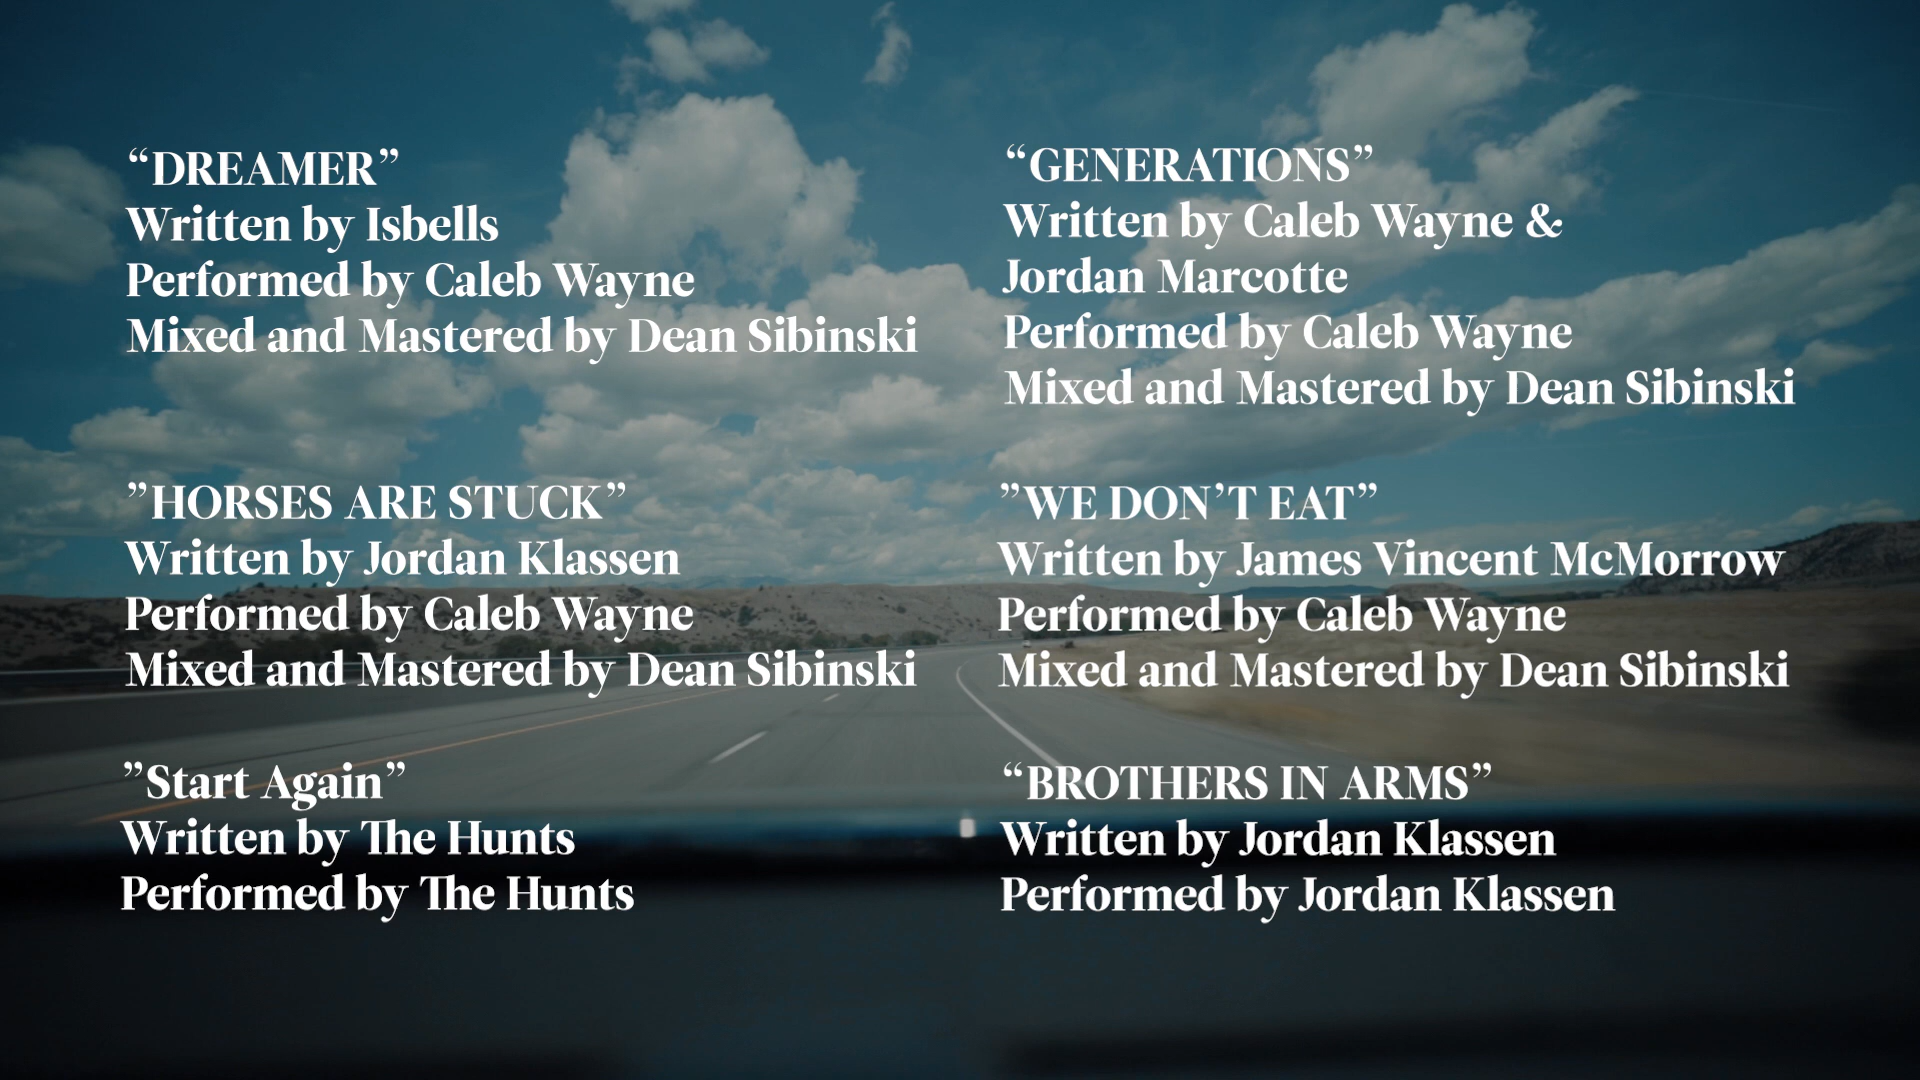 “DREAMER”
Written by Isbells
Performed by Caleb Wayne
Mixed and Mastered by Dean Sibinski
“GENERATIONS”
Written by Caleb Wayne &
Jordan Marcotte
Performed by Caleb Wayne
Mixed and Mastered by Dean Sibinski
”HORSES ARE STUCK”
Written by Jordan Klassen
Performed by Caleb Wayne
Mixed and Mastered by Dean Sibinski
”WE DON’T EAT”
Written by James Vincent McMorrow
Performed by Caleb Wayne
Mixed and Mastered by Dean Sibinski
”Start Again”
Written by The Hunts
Performed by The Hunts
“BROTHERS IN ARMS”
Written by Jordan Klassen
Performed by Jordan Klassen